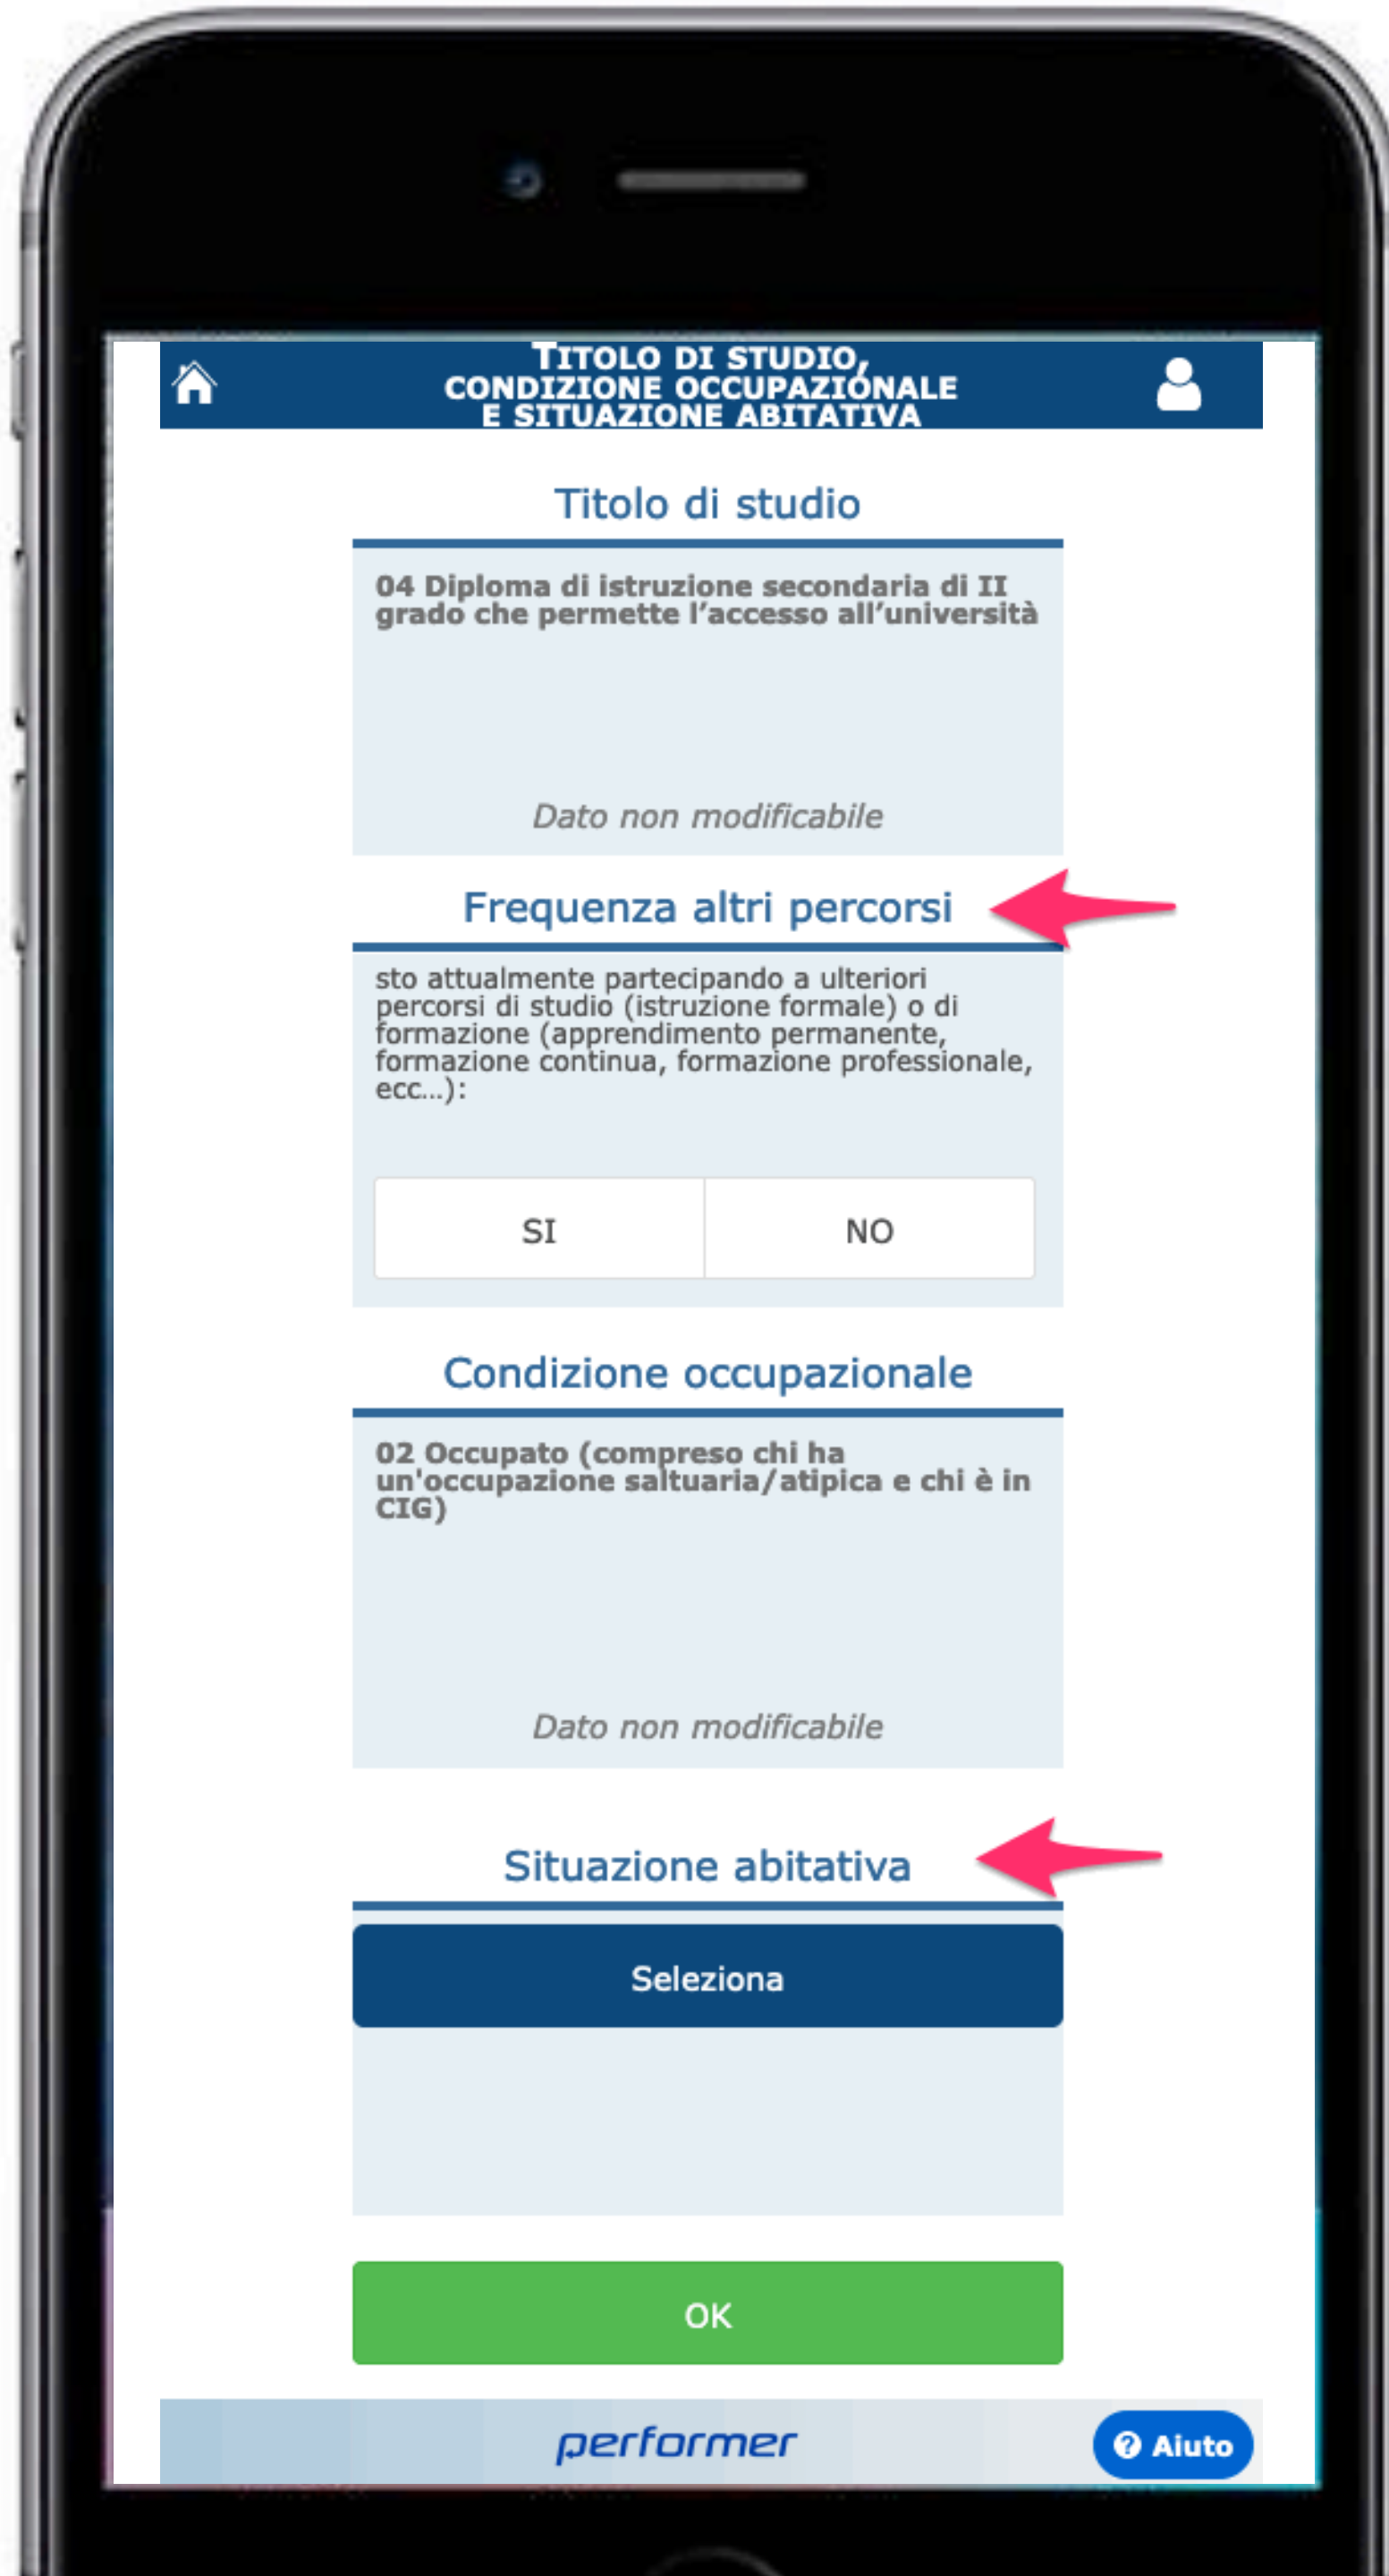 TITOLO DI STUDIO,
CONDIZIONE OCCUPAZIONALE
E SITUAZIONE ABITATIVA
Titolo di studio
04 Diploma di istruzione secondaria di II
grado che permette l'accesso all'università
Dato non modificabile
Frequenza altri percorsi
sto attualmente partecipando a ulteriori
percorsi di studio (istruzione formale) o di
formazione (apprendimento permanente,
formazione continua, formazione professionale,
ecc...):
SI NO
Condizione occupazionale
02 Occupato (compreso chi ha
un'occupazione saltuaria/atipica e chi è in
CIG)
Dato non modificabile
Situazione abitativa
Seleziona
OK
performer
? Aiuto